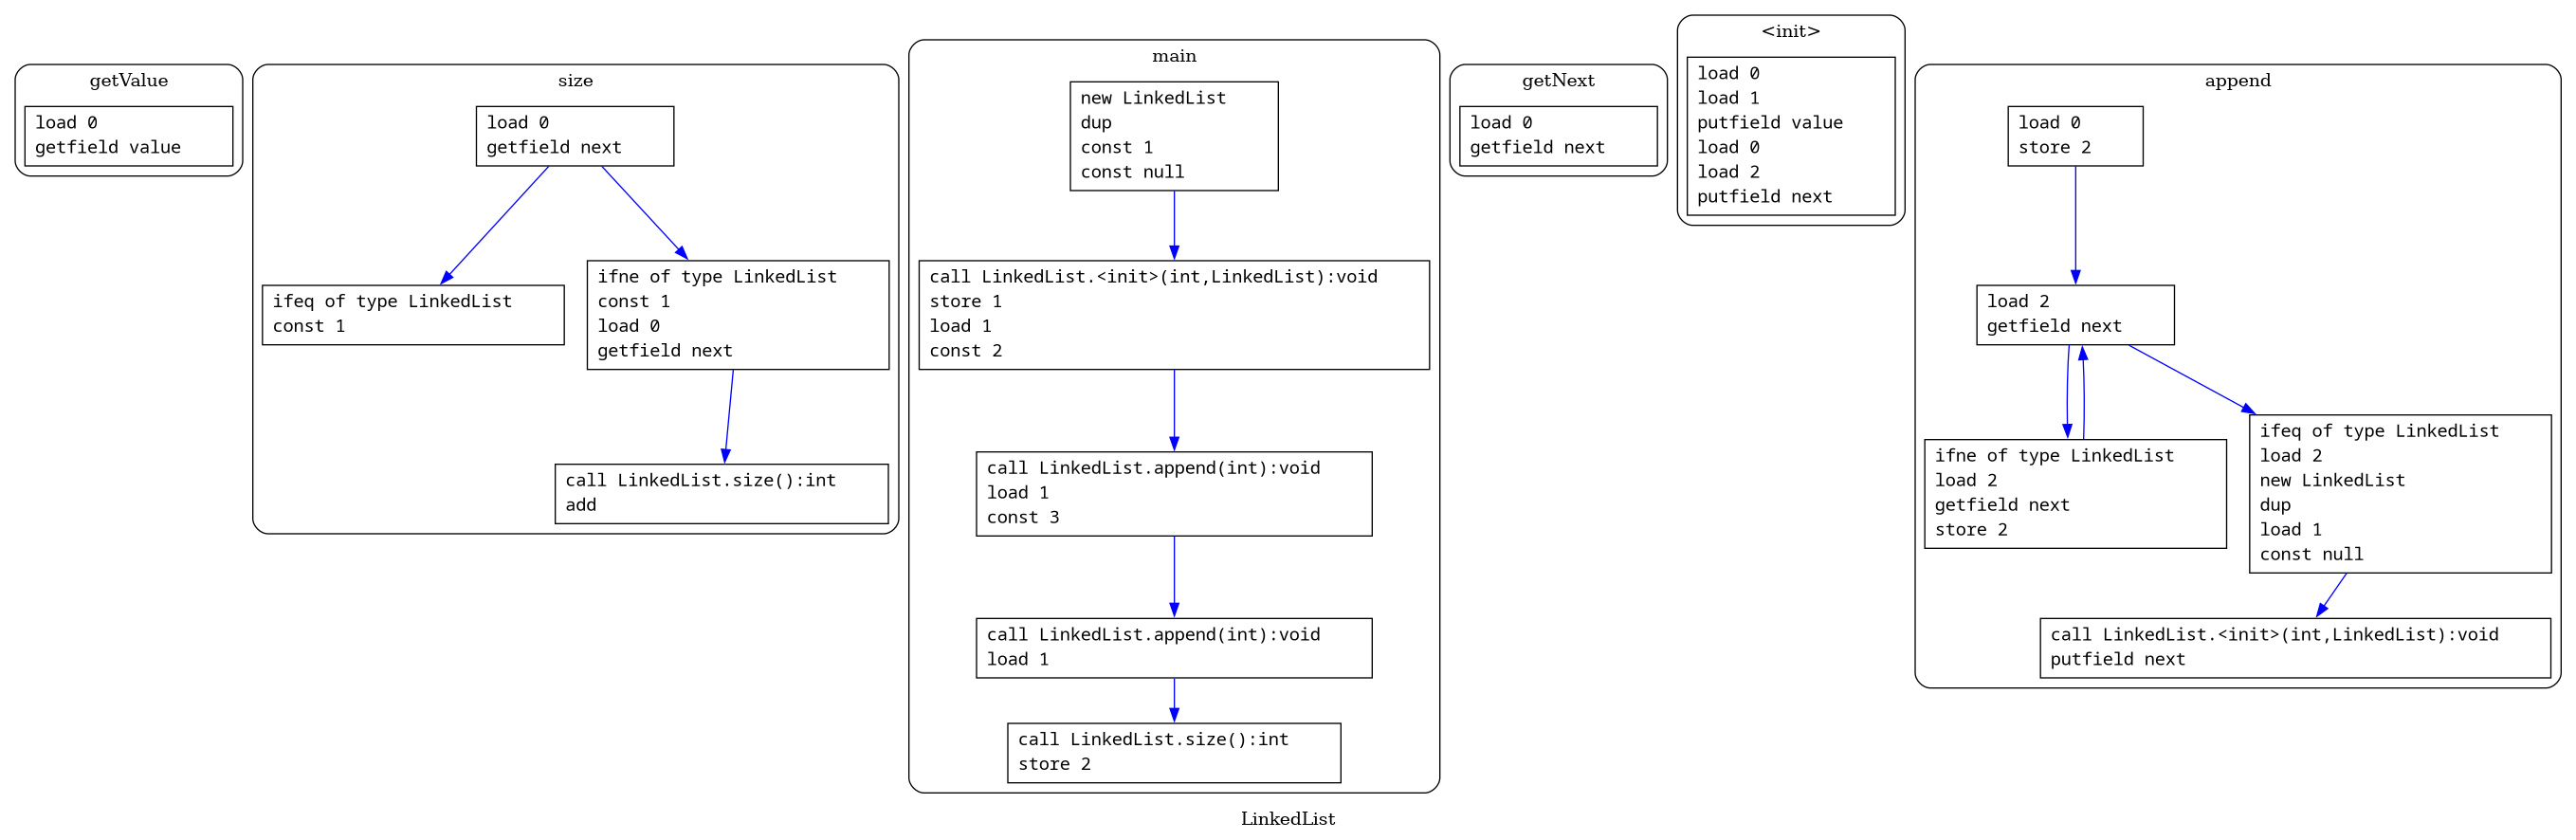 getValue
load 0
getfield value
size
load 0
getfield next
ifeq of type LinkedList
const 1
ifne of type LinkedList
const 1
load 0
getfield next
call LinkedList.size():int
add
main
new LinkedList
dup
const 1
const null
call LinkedList.<init>(int,LinkedList):void
store 1
load 1
const 2
call LinkedList.append(int):void
load 1
const 3
call LinkedList.append(int):void
load 1
call LinkedList.size():int
store 2
getNext
load 0
getfield next
<init>
load 0
load 1
putfield value
load 0
load 2
putfield next
append
load 0
store 2
load 2
getfield next
ifne of type LinkedList
load 2
getfield next
store 2
ifeq of type LinkedList
load 2
new LinkedList
dup
load 1
const null
call LinkedList.<init>(int,LinkedList):void
putfield next
LinkedList